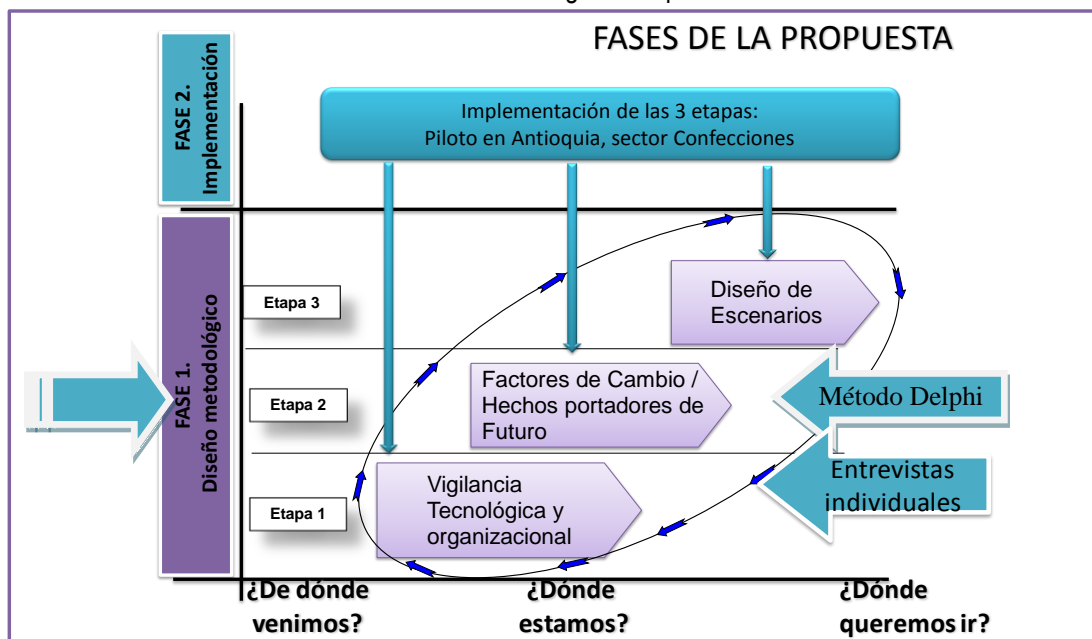 FASES DE LA PROPUESTA
FASE 2.
Implementación
Implementación de las 3 etapas:
Piloto en Antioquia, sector Confecciones
FASE 1.
Diseño metodológico
Etapa 3
Diseño de
Escenarios
Etapa 2
Factores de Cambio /
Hechos portadores de
Futuro
Método Delphi
Etapa 1
Vigilancia
Tecnológica y
organizacional
Entrevistas
individuales
¿De dónde
venimos?
¿Dónde
estamos?
¿Dónde
queremos ir?